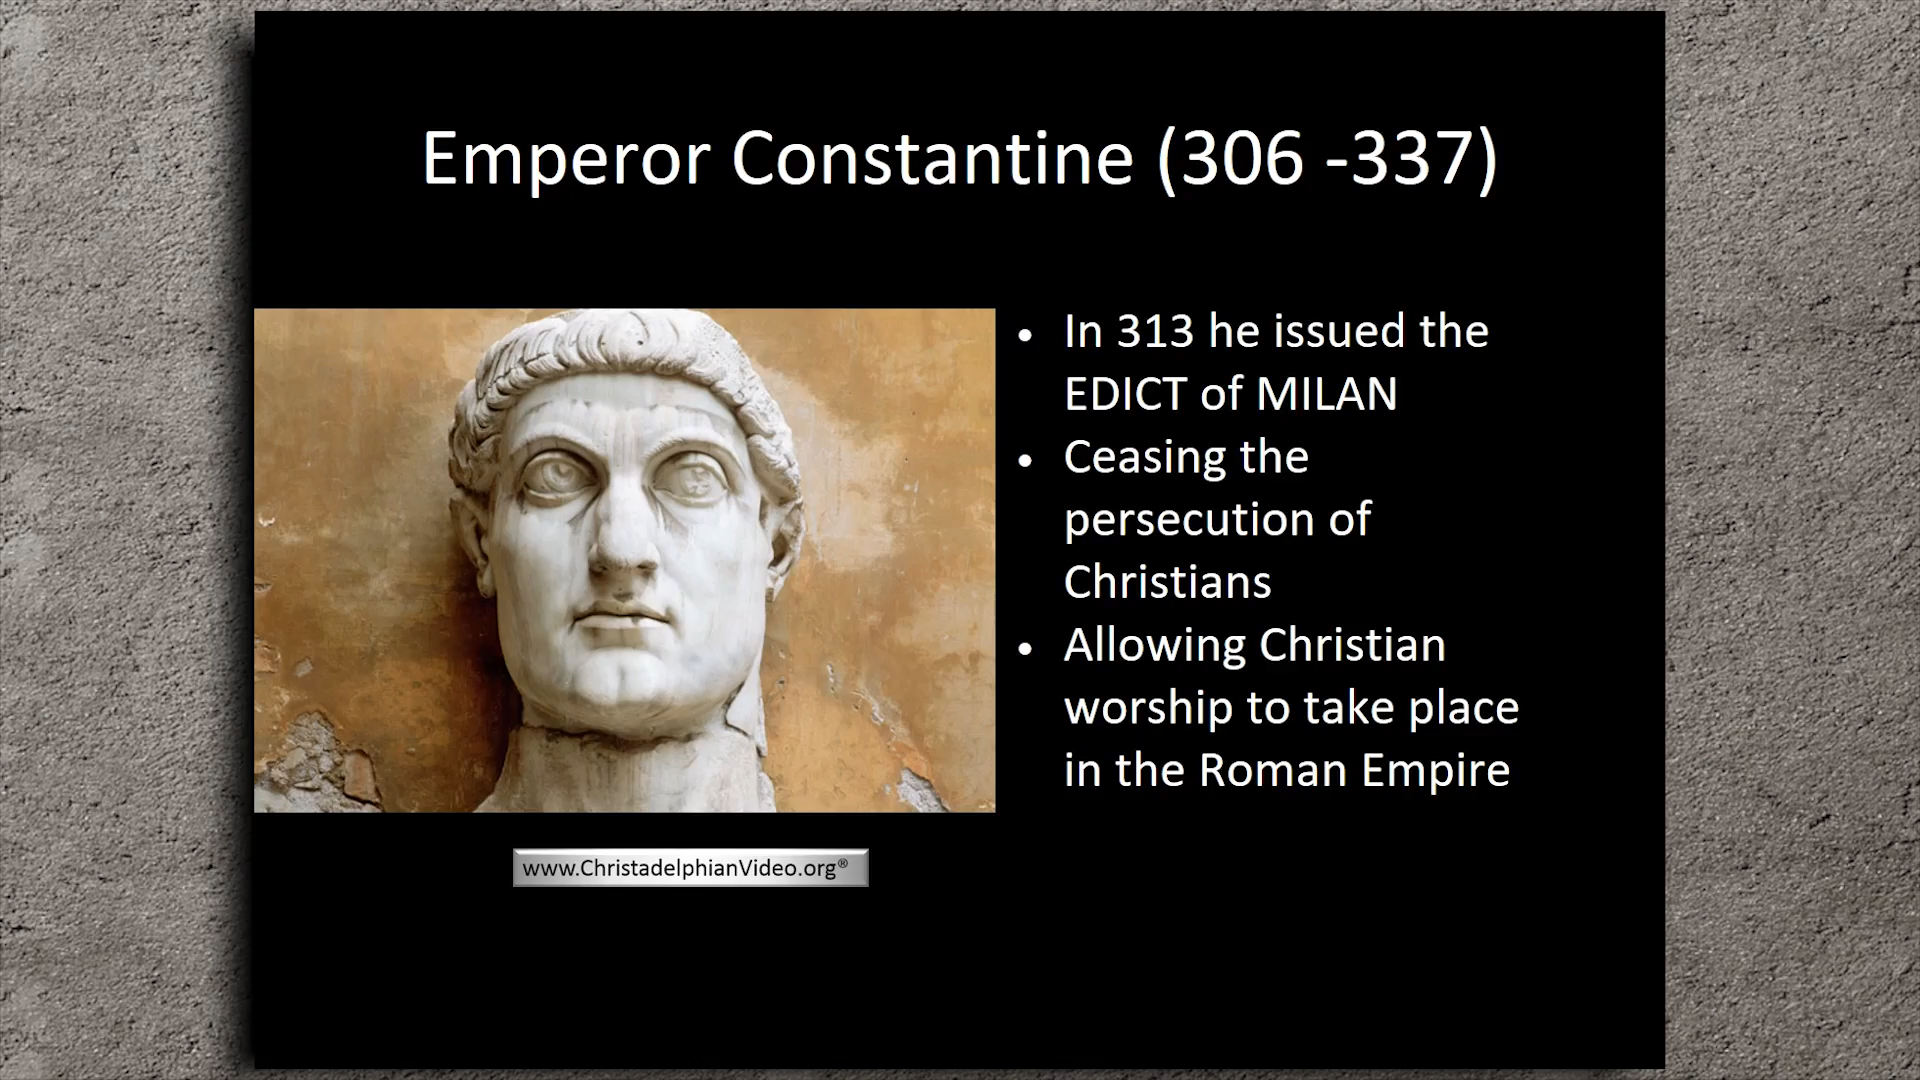 Emperor Constantine (306 -337)
• In 313 he issued the
EDICT of MILAN
• Ceasing the
persecution of
Christians
• Allowing Christian
worship to take place
in the Roman Empire
www.ChristadelphianVideo.org®